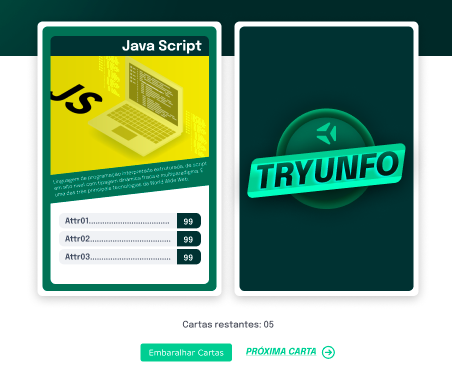 Java Script
JS
Linguagem de programação interpretada estruturada, de script
em alto nível com tipagem dinâmica fraca e multiparadigma. É
uma das três principais tecnologias da World Wide Web.
Attr01 99
Attr02 99
Attr03 99
TRYUNFO
Cartas restantes: 05
Embaralhar Cartas
PRÓXIMA CARTA